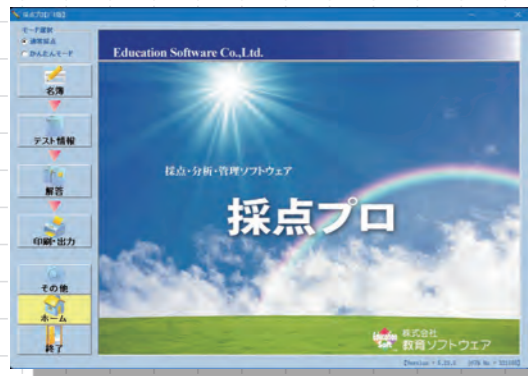 モード選択
通常採点
かんたんモード
名簿
テスト情報
解答
印刷・出力
その他
ホーム
終了
Education Software Co.,Ltd.
採点・分析・管理ソフトウェア
採点プロ
Education
Soft
株式会社
教育ソフトウェア